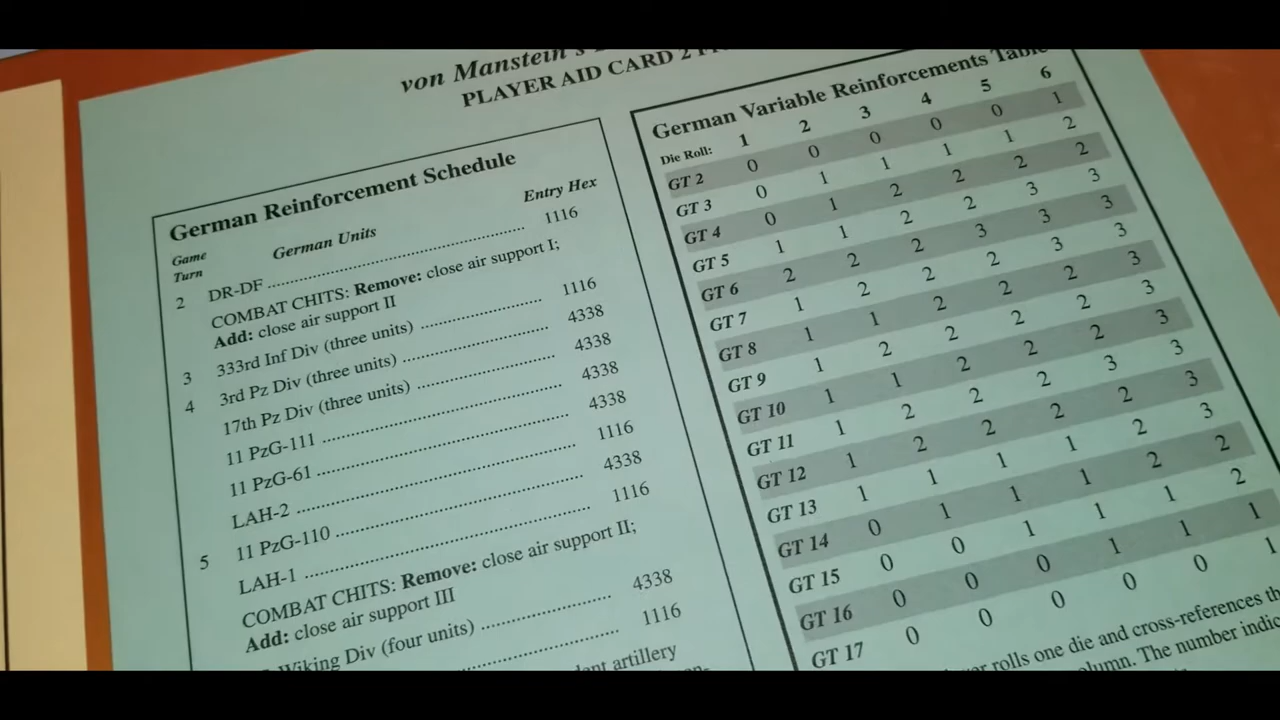 von Manstein's
PLAYER AID CARD 2
German Reinforcement Schedule
Game Turn German Units Entry Hex
2 DR-DF ........................................ 1116
COMBAT CHITS: Remove: close air support I;
Add: close air support II
3 333rd Inf Div (three units) .................. 1116
4 3rd Pz Div (three units) ...................... 4338
17th Pz Div (three units) .................... 4338
11 PzG-111 .................................. 4338
11 PzG-61 .................................... 4338
LAH-2 ........................................ 1116
5 11 PzG-110 .................................. 4338
LAH-1 ........................................ 1116
COMBAT CHITS: Remove: close air support II;
Add: close air support III
Wiking Div (four units) .................... 4338
.................... 1116
artillery
German Variable Reinforcements Table
Die Roll: 1 2 3 4 5 6
GT 2 0 0 0 0 0 1
GT 3 0 1 1 1 1 2
GT 4 0 1 2 2 2 2
GT 5 1 1 2 2 3 3
GT 6 2 2 2 3 3 3
GT 7 1 2 2 2 3 3
GT 8 1 1 2 2 2 3
GT 9 1 2 2 2 2 3
GT 10 1 1 2 2 2 3
GT 11 1 2 2 2 3 3
GT 12 1 2 2 2 2 3
GT 13 1 1 1 1 2 3
GT 14 0 1 1 1 2 2
GT 15 0 0 1 1 1 2
GT 16 0 0 0 1 1 1
GT 17 0 0 0 0 0 1
rolls one die and cross-references
column. The number